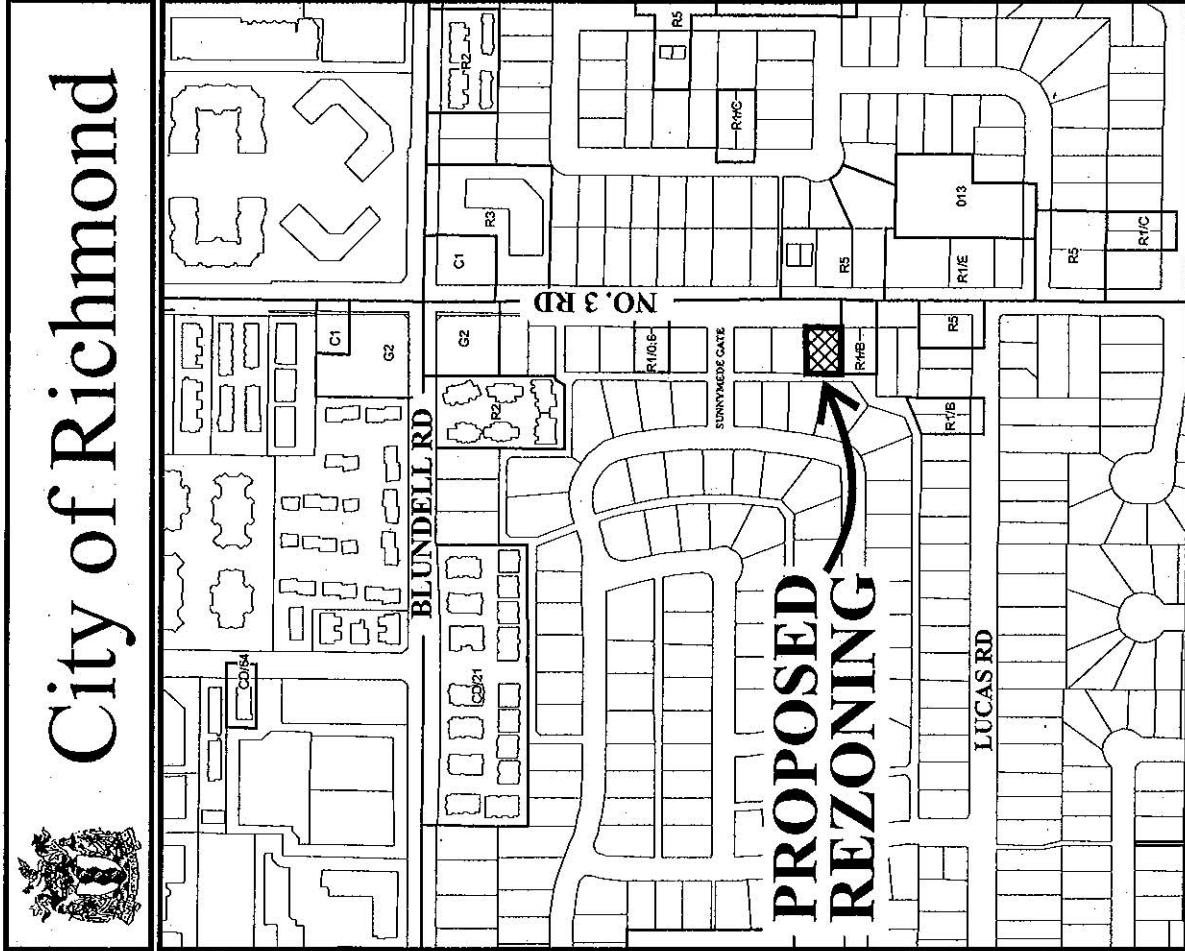 City of Richmond
CD/64
C1
G2
BLUNDELL RD
G2
C1
R2
CD/21
R2
R3
NO. 3 RD
R1/0.6
R5
SUNNYMEDE GATE
R1/C
PROPOSED
REZONING
R1/B
R5
R1/B
R5
R1/E
013
LUCAS RD
R5
R1/C